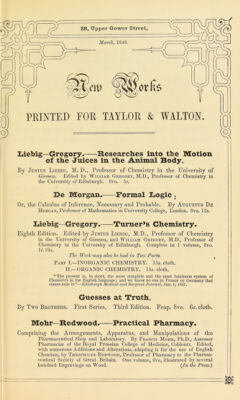 28, Upper Gower Street,
March, 1848.
New Works
PRINTED FOR TAYLOR & WALTON.
Liebig—Gregory.——Researches into the Motion
of the Juices in the Animal Body.
By JUSTUS LIEBIG, M.D., Professor of Chemistry in the University of
Giessen. Edited by WILLIAM GREGORY, M.D., Professor of Chemistry in
the University of Edinburgh. 8vo. 5s.
De Morgan.——Formal Logic;
Or, the Calculus of Inference, Necessary and Probable. By AUGUSTUS DE
MORGAN, Professor of Mathematics in University College, London. 8vo. 12s.
Liebig—Gregory.——Turner's Chemistry.
Eighth Edition. Edited by JUSTUS LIEBIG, M.D., Professor of Chemistry
in the University of Giessen, and WILLIAM GREGORY, M.D., Professor of
Chemistry in the University of Edinburgh. Complete in 1 volume, 8vo.
1l. 10s.
The Work may also be had in Two Parts.
PART I.—INORGANIC CHEMISTRY. 15s. cloth.
II.—ORGANIC CHEMISTRY. 15s. cloth.
"The present is, in short, the most complete and the most luminous system of
Chemistry in the English language; and we know no one in France or Germany that
comes near it."—Edinburgh Medical and Surgical Journal, Jan. 1, 1847.
Guesses at Truth.
By TWO BROTHERS. First Series. Third Edition. Fcap. 8vo. 6s. cloth.
Mohr—Redwood.——Practical Pharmacy.
Comprising the Arrangements, Apparatus, and Manipulations of the
Pharmaceutical Shop and Laboratory. By FRANCIS MOHR, Ph.D., Assessor
Pharmaciæ of the Royal Prussian College of Medicine, Coblentz. Edited,
with numerous Additions and Alterations, adapting it for the use of English
Chemists, by THEOPHILUS REDWOOD, Professor of Pharmacy to the Pharma-
ceutical Society of Great Britain. One volume, 8vo, illustrated by several
hundred Engravings on Wood. (In the Press.)